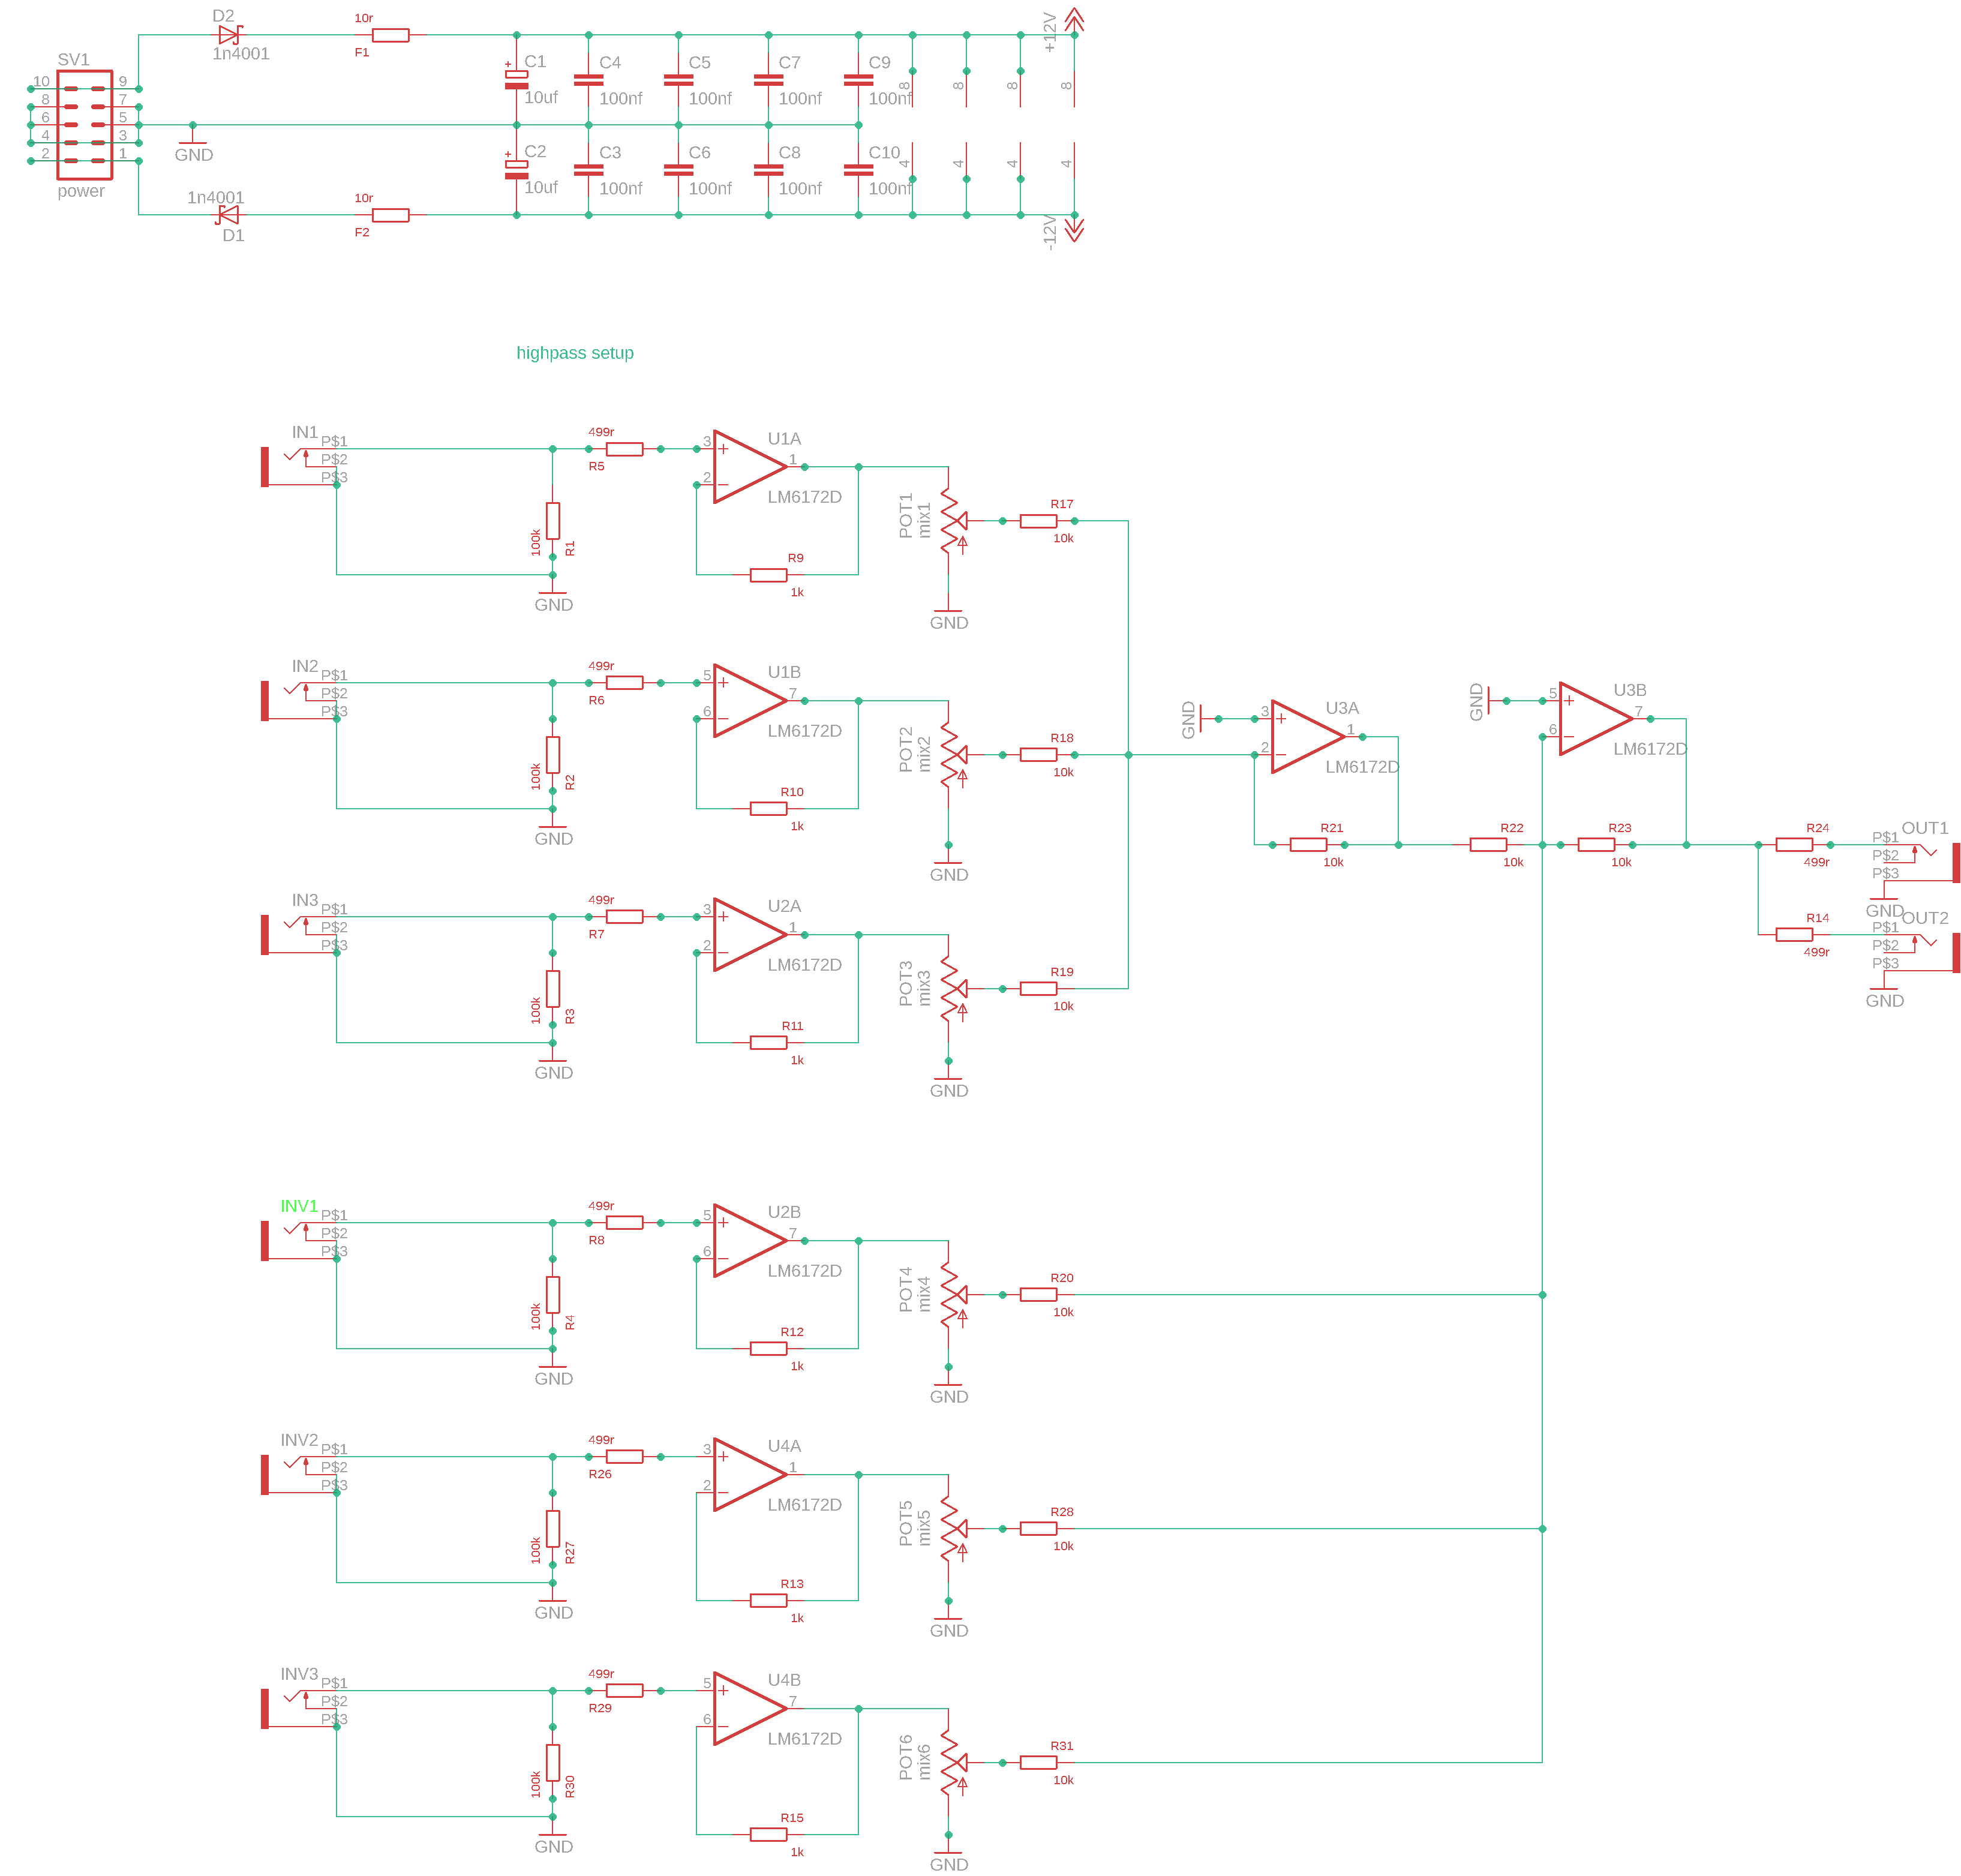 D2
1n4001
10r
F1
SV1
10 9
8 7
6 5
4 3
2 1
power
GND
1n4001
D1
10r
F2
+
C1
10uf
C4
100nf
C5
100nf
C7
100nf
C9
100nf
8
8
8
8
+12V
+
C2
10uf
C3
100nf
C6
100nf
C8
100nf
C10
100nf
4
4
4
4
-12V
highpass setup
IN1
P$1
P$2
P$3
499r
R5
100k
R1
GND
3
2
1
U1A
LM6172D
R9
1k
POT1
mix1
GND
R17
10k
IN2
P$1
P$2
P$3
499r
R6
100k
R2
GND
5
6
7
U1B
LM6172D
R10
1k
POT2
mix2
GND
R18
10k
GND
3
2
1
U3A
LM6172D
R21
10k
R22
10k
GND
5
6
7
U3B
LM6172D
R23
10k
R24
499r
P$1
P$2
P$3
OUT1
GND
R14
499r
P$1
P$2
P$3
OUT2
GND
IN3
P$1
P$2
P$3
499r
R7
100k
R3
GND
3
2
1
U2A
LM6172D
R11
1k
POT3
mix3
GND
R19
10k
INV1
P$1
P$2
P$3
499r
R8
100k
R4
GND
5
6
7
U2B
LM6172D
R12
1k
POT4
mix4
GND
R20
10k
INV2
P$1
P$2
P$3
499r
R26
100k
R27
GND
3
2
1
U4A
LM6172D
R13
1k
POT5
mix5
GND
R28
10k
INV3
P$1
P$2
P$3
499r
R29
100k
R30
GND
5
6
7
U4B
LM6172D
R15
1k
POT6
mix6
GND
R31
10k